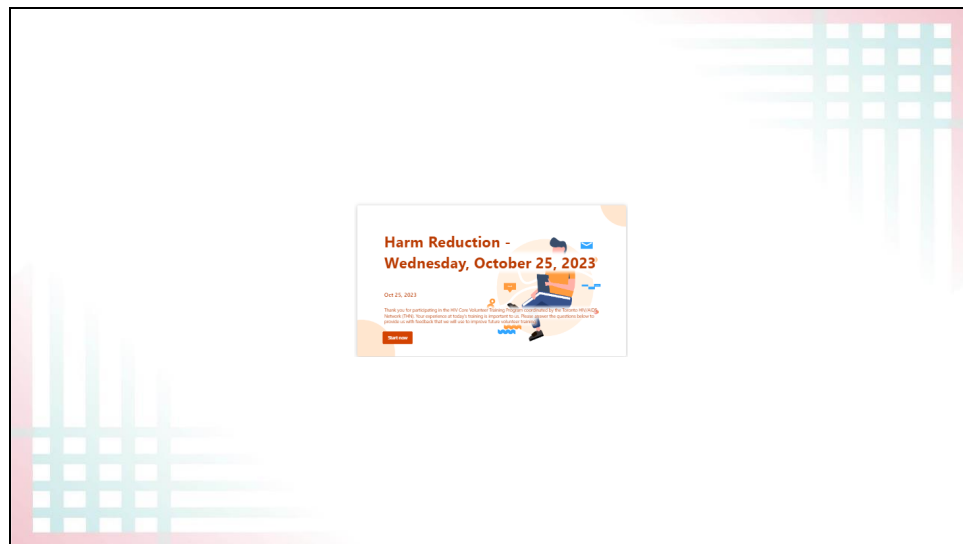 Harm Reduction -
Wednesday, October 25, 2023
Oct 25, 2023
Thank you for participating in the HIV Core Volunteer Training Program coordinated by the Toronto HIV/AIDS
Network (THN). Your experience at today's training is important to us. Please answer the questions below to
provide us with feedback that we will use to improve future volunteer
Start now